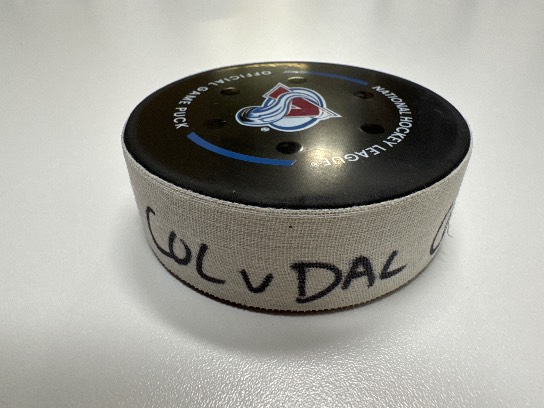 OFFICIAL GAME PUCK
NATIONAL HOCKEY LEAGUE®
COL v DAL